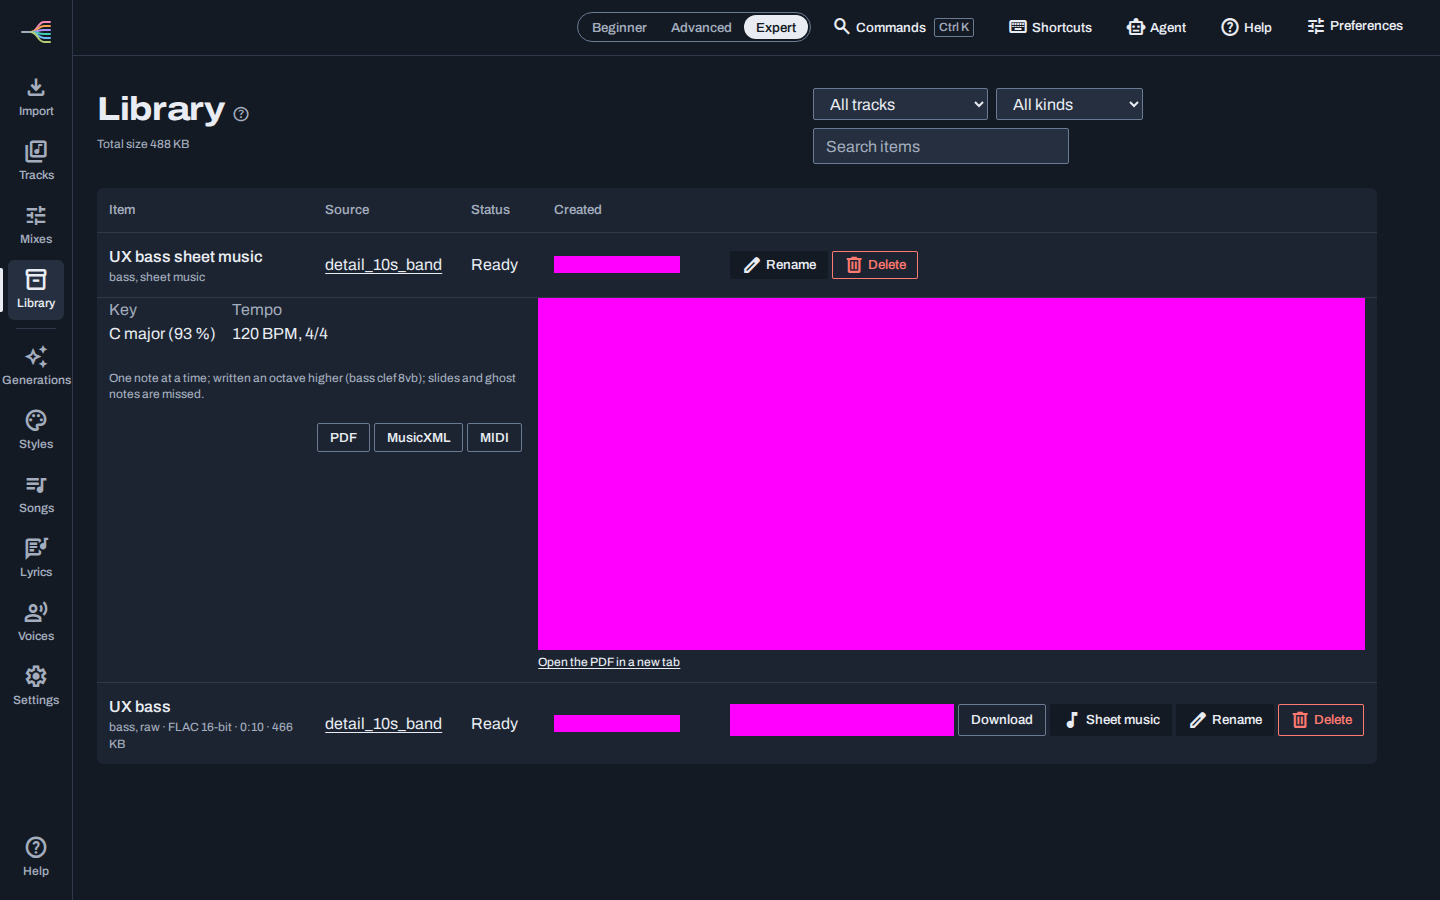 Beginner
Advanced
Expert
Commands
Ctrl K
Shortcuts
Agent
Help
Preferences
Import
Tracks
Mixes
Library
Generations
Styles
Songs
Lyrics
Voices
Settings
Help
Library
Total size 488 KB
All tracks
All kinds
Search items
Item
Source
Status
Created
UX bass sheet music
bass, sheet music
detail_10s_band
Ready
Rename
Delete
Key
Tempo
C major (93 %)
120 BPM, 4/4
One note at a time; written an octave higher (bass clef 8vb); slides and ghost
notes are missed.
PDF
MusicXML
MIDI
Open the PDF in a new tab
UX bass
bass, raw · FLAC 16-bit · 0:10 · 466
KB
detail_10s_band
Ready
Download
Sheet music
Rename
Delete